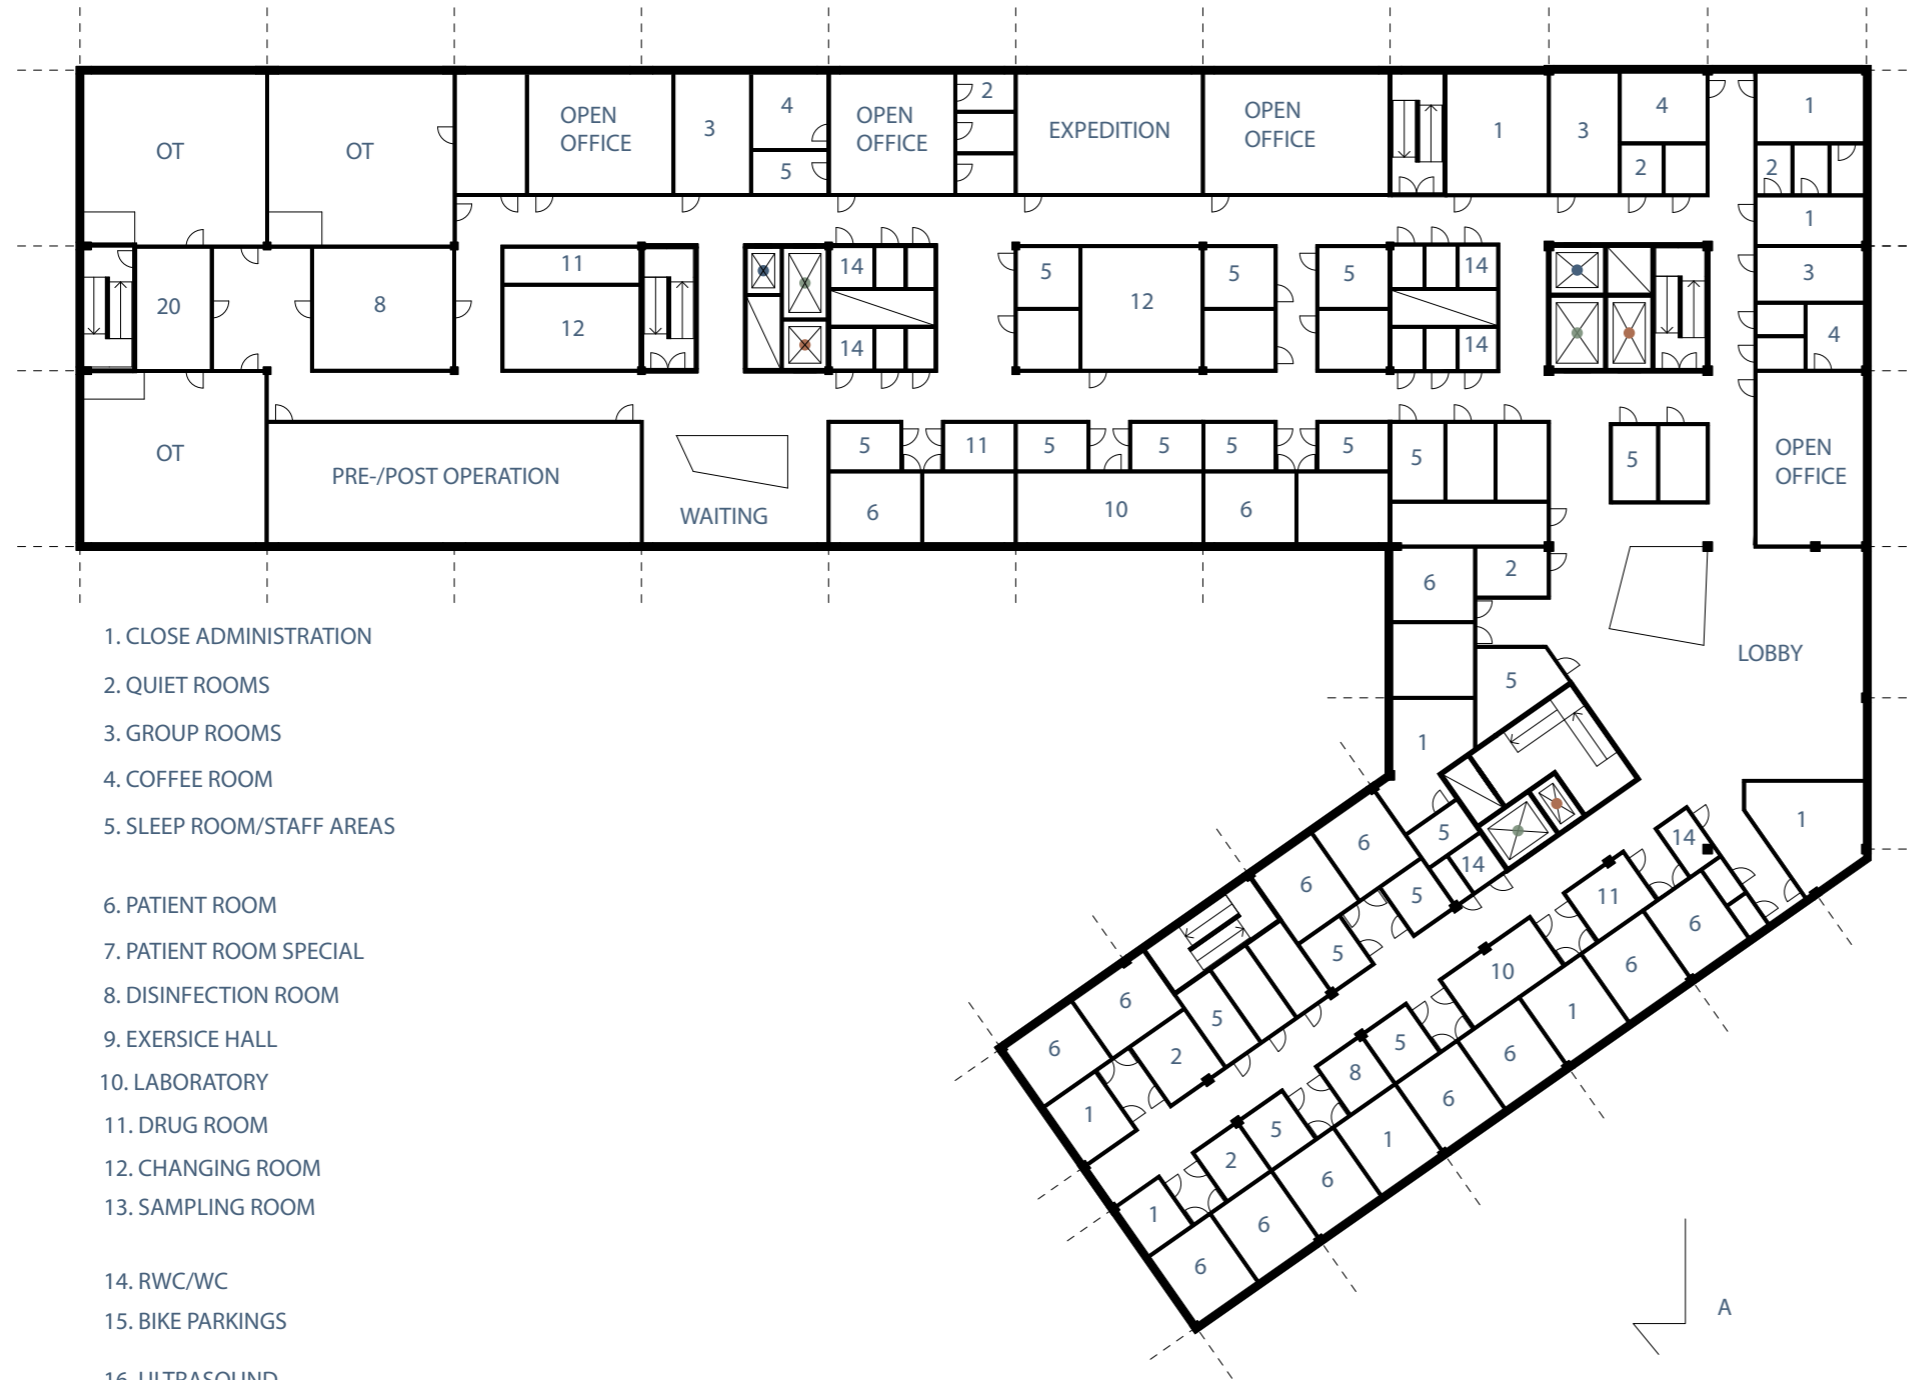 2
OPEN
OFFICE
4
OPEN
OFFICE
EXPEDITION
OPEN
OFFICE
4
1
3
1
3
1
OT
OT
5
2
2
1
11
14
5
5
5
14
3
20
8
12
12
14
14
4
OT
5
11
5
5
5
5
5
5
OPEN
OFFICE
PRE-/POST OPERATION
WAITING
6
10
6
6
2
LOBBY
5
1
1
5
6
14
14
6
5
11
6
5
10
6
6
5
1
6
2
5
6
8
6
1
5
1
2
6
1
6
6
1. CLOSE ADMINISTRATION
2. QUIET ROOMS
3. GROUP ROOMS
4. COFFEE ROOM
5. SLEEP ROOM/STAFF AREAS
6. PATIENT ROOM
7. PATIENT ROOM SPECIAL
8. DISINFECTION ROOM
9. EXERSICE HALL
10. LABORATORY
11. DRUG ROOM
12. CHANGING ROOM
13. SAMPLING ROOM
14. RWC/WC
15. BIKE PARKINGS
16. ULTRASOUND
A